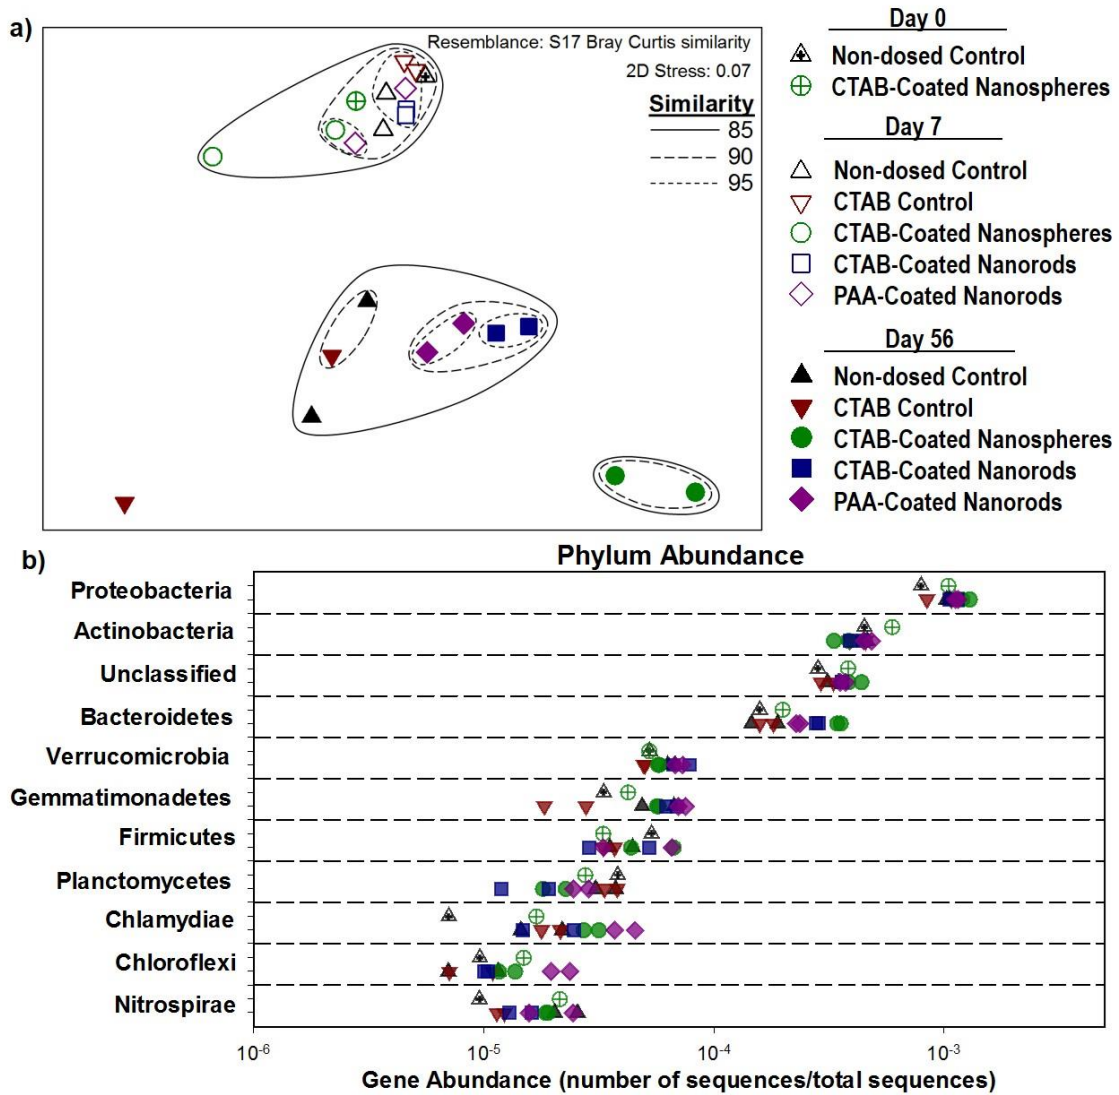 a)
Resemblance: S17 Bray Curtis similarity
2D Stress: 0.07
Similarity
85
90
95
Day 0
Non-dosed Control
CTAB-Coated Nanospheres
Day 7
Non-dosed Control
CTAB Control
CTAB-Coated Nanospheres
CTAB-Coated Nanorods
PAA-Coated Nanorods
Day 56
Non-dosed Control
CTAB Control
CTAB-Coated Nanospheres
CTAB-Coated Nanorods
PAA-Coated Nanorods
b)
Phylum Abundance
Proteobacteria
Actinobacteria
Unclassified
Bacteroidetes
Verrucomicrobia
Gemmatimonadetes
Firmicutes
Planctomycetes
Chlamydiae
Chloroflexi
Nitrospirae
10⁻⁶ 10⁻⁵ 10⁻⁴ 10⁻³
Gene Abundance (number of sequences/total sequences)